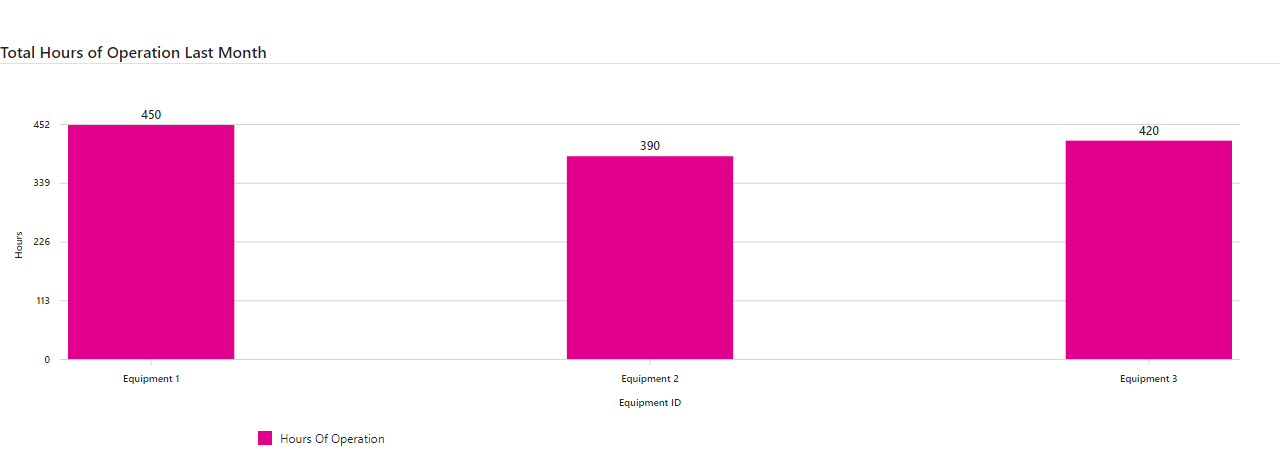 Total Hours of Operation Last Month
450
452
420
390
339
226
Hours
113
0
Equipment 1
Equipment 2
Equipment 3
Equipment ID
Hours Of Operation